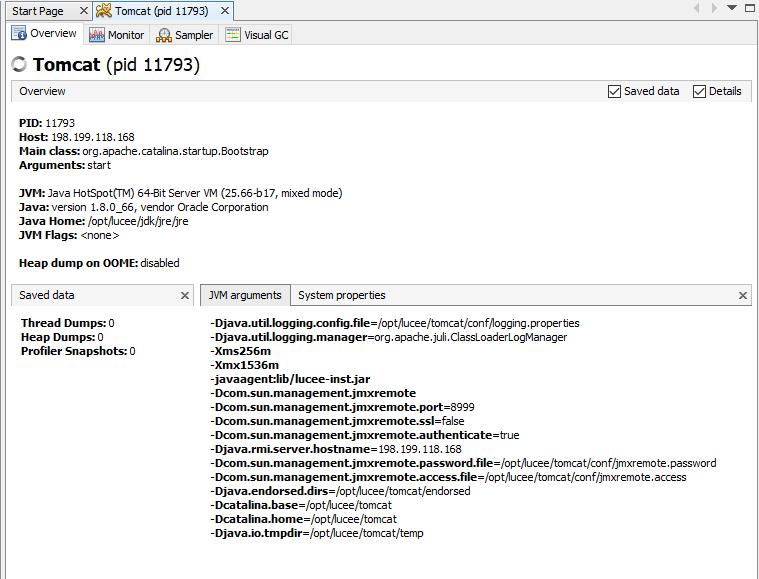 Start Page
Tomcat (pid 11793)
Overview
Monitor
Sampler
Visual GC
Tomcat (pid 11793)
Overview
Saved data
Details
PID: 11793
Host: 198.199.118.168
Main class: org.apache.catalina.startup.Bootstrap
Arguments: start
JVM: Java HotSpot(TM) 64-Bit Server VM (25.66-b17, mixed mode)
Java: version 1.8.0_66, vendor Oracle Corporation
Java Home: /opt/lucee/jdk/jre/jre
JVM Flags: <none>
Heap dump on OOME: disabled
Saved data
Thread Dumps: 0
Heap Dumps: 0
Profiler Snapshots: 0
JVM arguments
System properties
-Djava.util.logging.config.file=/opt/lucee/tomcat/conf/logging.properties
-Djava.util.logging.manager=org.apache.juli.ClassLoaderLogManager
-Xms256m
-Xmx1536m
-javaagent:lib/lucee-inst.jar
-Dcom.sun.management.jmxremote
-Dcom.sun.management.jmxremote.port=8999
-Dcom.sun.management.jmxremote.ssl=false
-Dcom.sun.management.jmxremote.authenticate=true
-Djava.rmi.server.hostname=198.199.118.168
-Dcom.sun.management.jmxremote.password.file=/opt/lucee/tomcat/conf/jmxremote.password
-Dcom.sun.management.jmxremote.access.file=/opt/lucee/tomcat/conf/jmxremote.access
-Djava.endorsed.dirs=/opt/lucee/tomcat/endorsed
-Dcatalina.base=/opt/lucee/tomcat
-Dcatalina.home=/opt/lucee/tomcat
-Djava.io.tmpdir=/opt/lucee/tomcat/temp